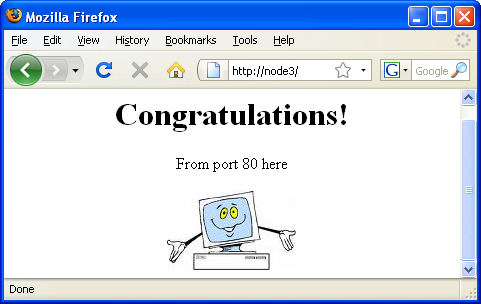 Mozilla Firefox
File Edit View History Bookmarks Tools Help
http://node3/ G Google
Congratulations!
From port 80 here
Done